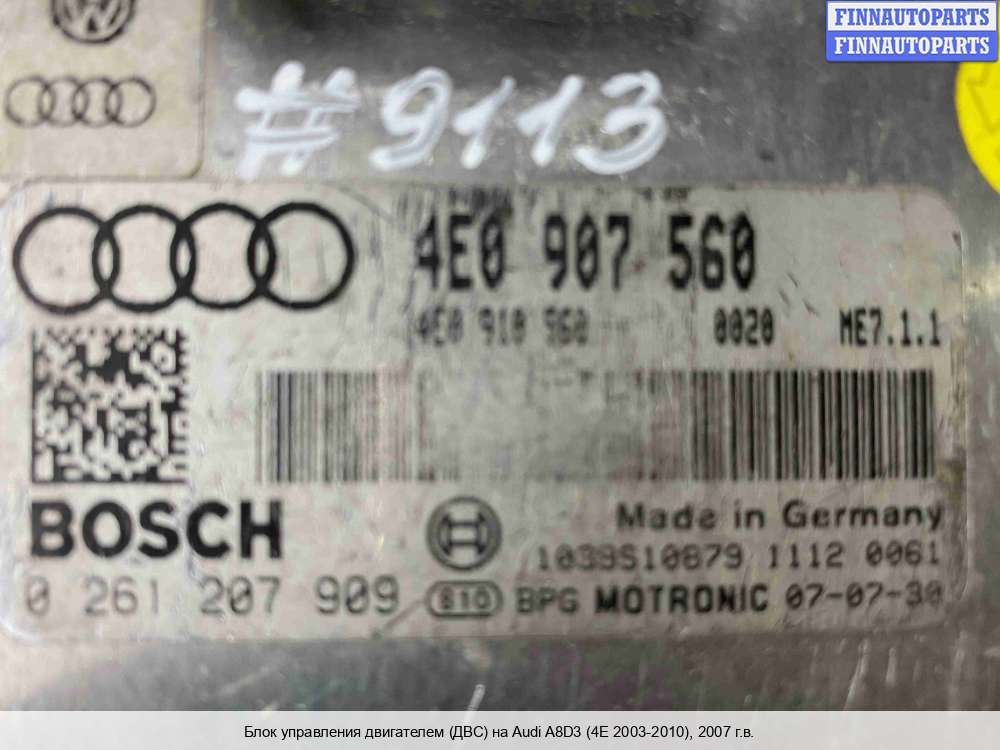 FINNAUTOPARTS
FINNAUTOPARTS
#9113
4E0 907 560
4E0 910 560 0020 ME7.1.1
BOSCH
Made in Germany
1039S10879 1112 0061
0 261 207 909 810 BPG MOTRONIC 07-07-30
Блок управления двигателем (ДВС) на Audi A8D3 (4E 2003-2010), 2007 г.в.